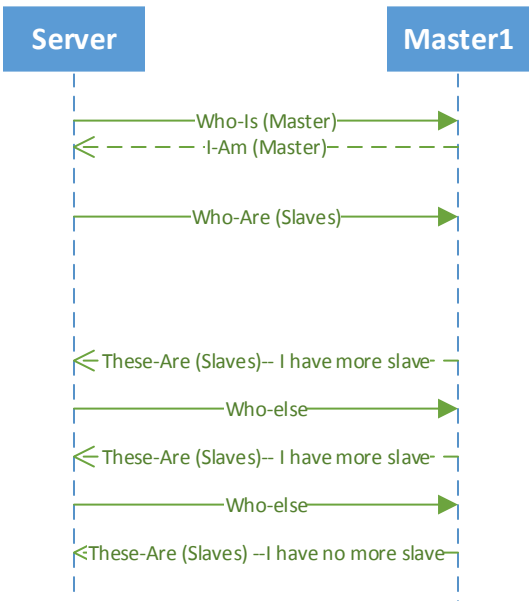 Server
Master1
Who-Is (Master)
I-Am (Master)
Who-Are (Slaves)
These-Are (Slaves)-- I have more slave
Who-else
These-Are (Slaves)-- I have more slave
Who-else
These-Are (Slaves) --I have no more slave